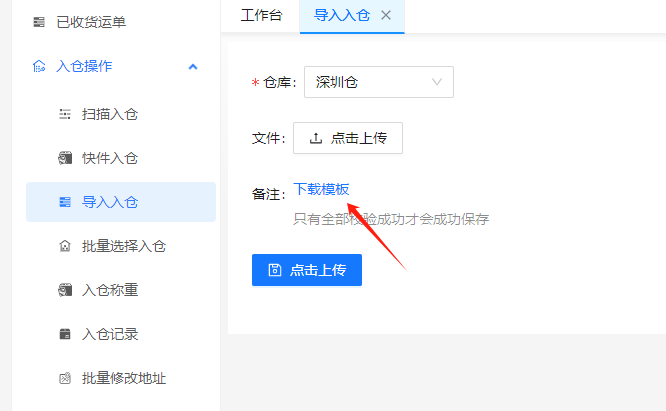 已收货运单
入仓操作
扫描入仓
快件入仓
导入入仓
批量选择入仓
入仓称重
入仓记录
批量修改地址
工作台
导入入仓
* 仓库: 深圳仓
文件: 点击上传
备注: 下载模板
只有全部校验成功才会成功保存
点击上传